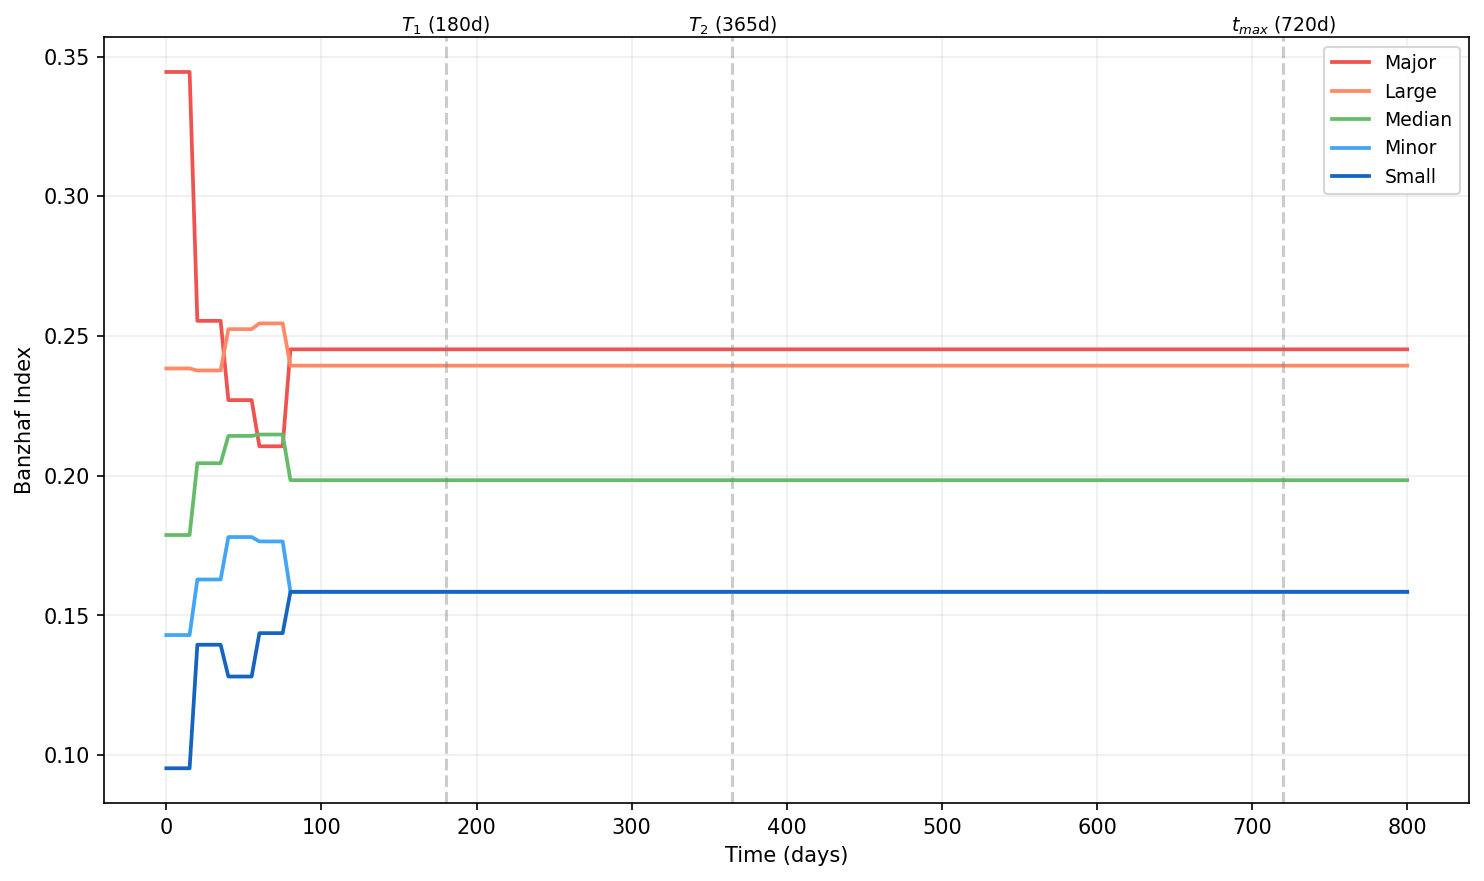 T₁ (180d) T₂ (365d) tₘₐₓ (720d)
0.35
0.30
0.25
0.20
0.15
0.10
Banzhaf Index
Major
Large
Median
Minor
Small
0 100 200 300 400 500 600 700 800
Time (days)